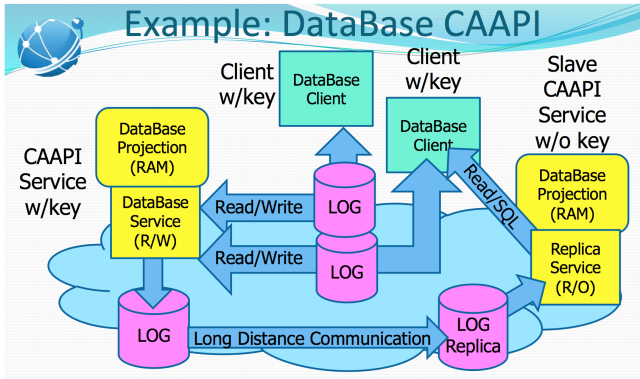 Example: DataBase CAAPI
Client
w/key
DataBase
Client
Client
w/key
DataBase
Client
Slave
CAAPI
Service
w/o key
CAAPI
Service
w/key
DataBase
Projection
(RAM)
DataBase
Service
(R/W)
Read/Write
LOG
Read/Write
LOG
Read/SQL
DataBase
Projection
(RAM)
Replica
Service
(R/O)
LOG
Long Distance Communication
LOG
Replica